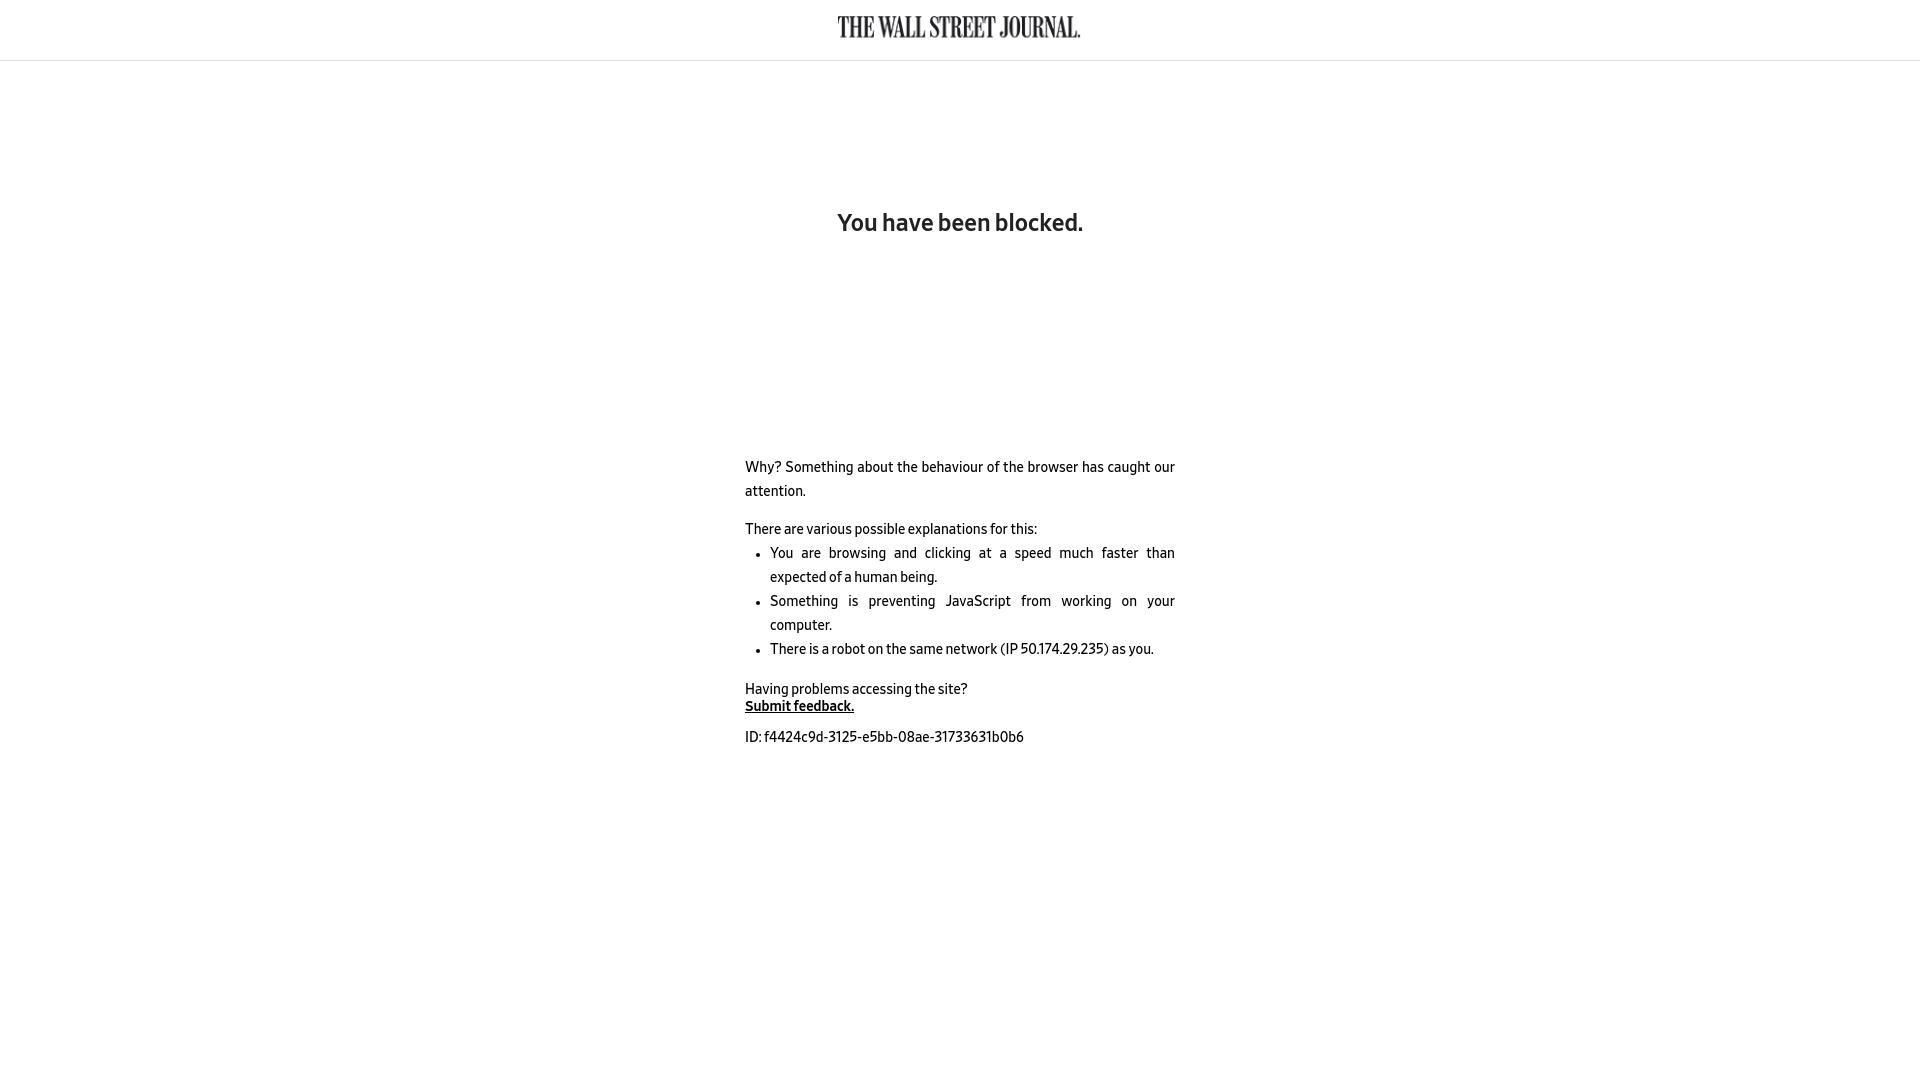 THE WALL STREET JOURNAL.
You have been blocked.
Why? Something about the behaviour of the browser has caught our
attention.
There are various possible explanations for this:
• You are browsing and clicking at a speed much faster than
expected of a human being.
• Something is preventing JavaScript from working on your
computer.
• There is a robot on the same network (IP 50.174.29.235) as you.
Having problems accessing the site?
Submit feedback.
ID: f4424c9d-3125-e5bb-08ae-31733631b0b6